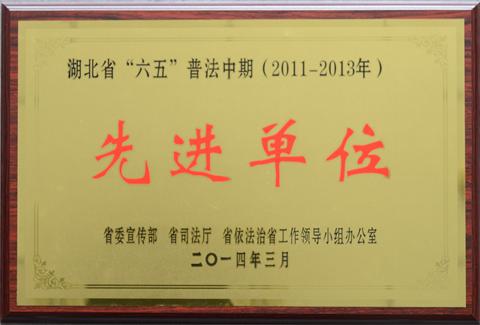 湖北省“六五”普法中期（2011-2013年）
先进单位
省委宣传部 省司法厅 省依法治省工作领导小组办公室
二〇一四年三月